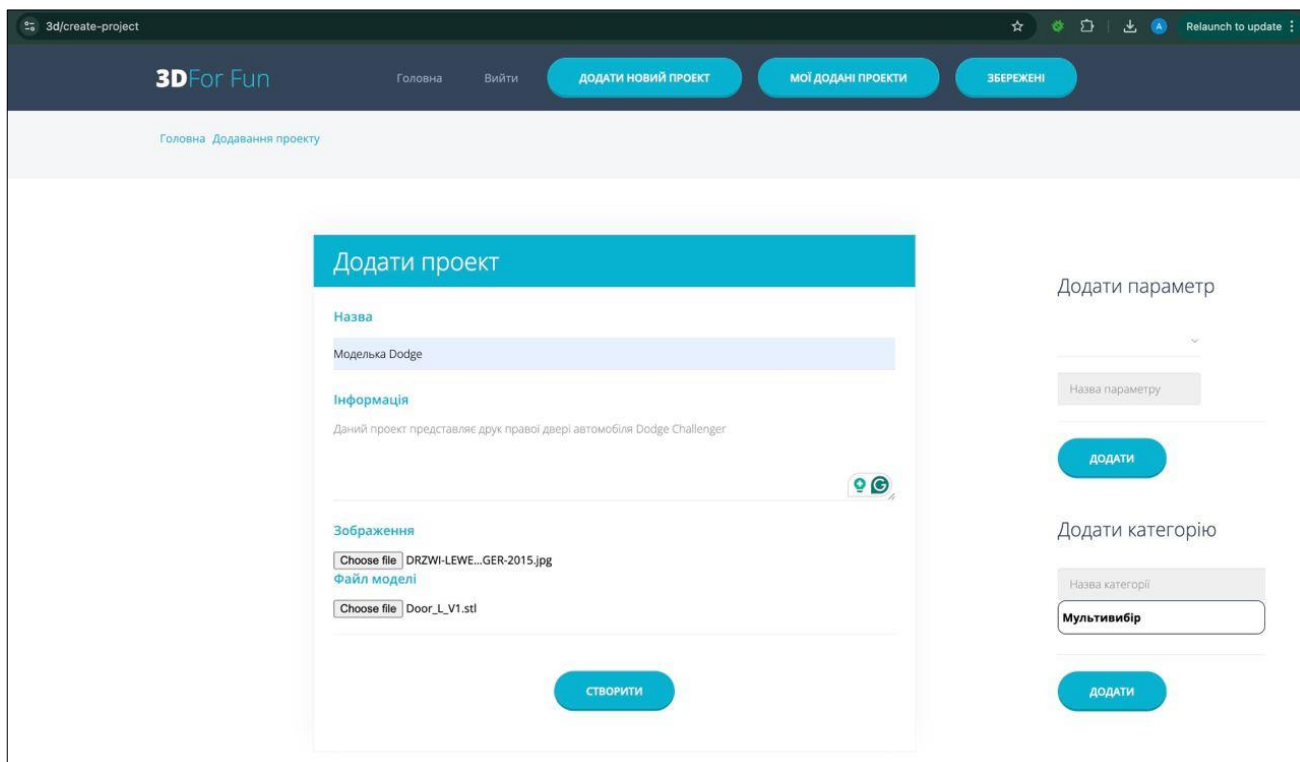 3d/create-project
Relaunch to update
A
3DFor Fun
Головна
Вийти
ДОДАТИ НОВИЙ ПРОЕКТ
МОЇ ДОДАНІ ПРОЕКТИ
ЗБЕРЕЖЕНІ
Головна Додавання проекту
Додати проект
Назва
Моделька Dodge
Інформація
Даний проект представляє друк правої двері автомобіля Dodge Challenger
Зображення
Choose file DRZWI-LEWE...GER-2015.jpg
Файл моделі
Choose file Door_L_V1.stl
СТВОРИТИ
Додати параметр
Назва параметру
ДОДАТИ
Додати категорію
Назва категорії
Мультивибір
ДОДАТИ